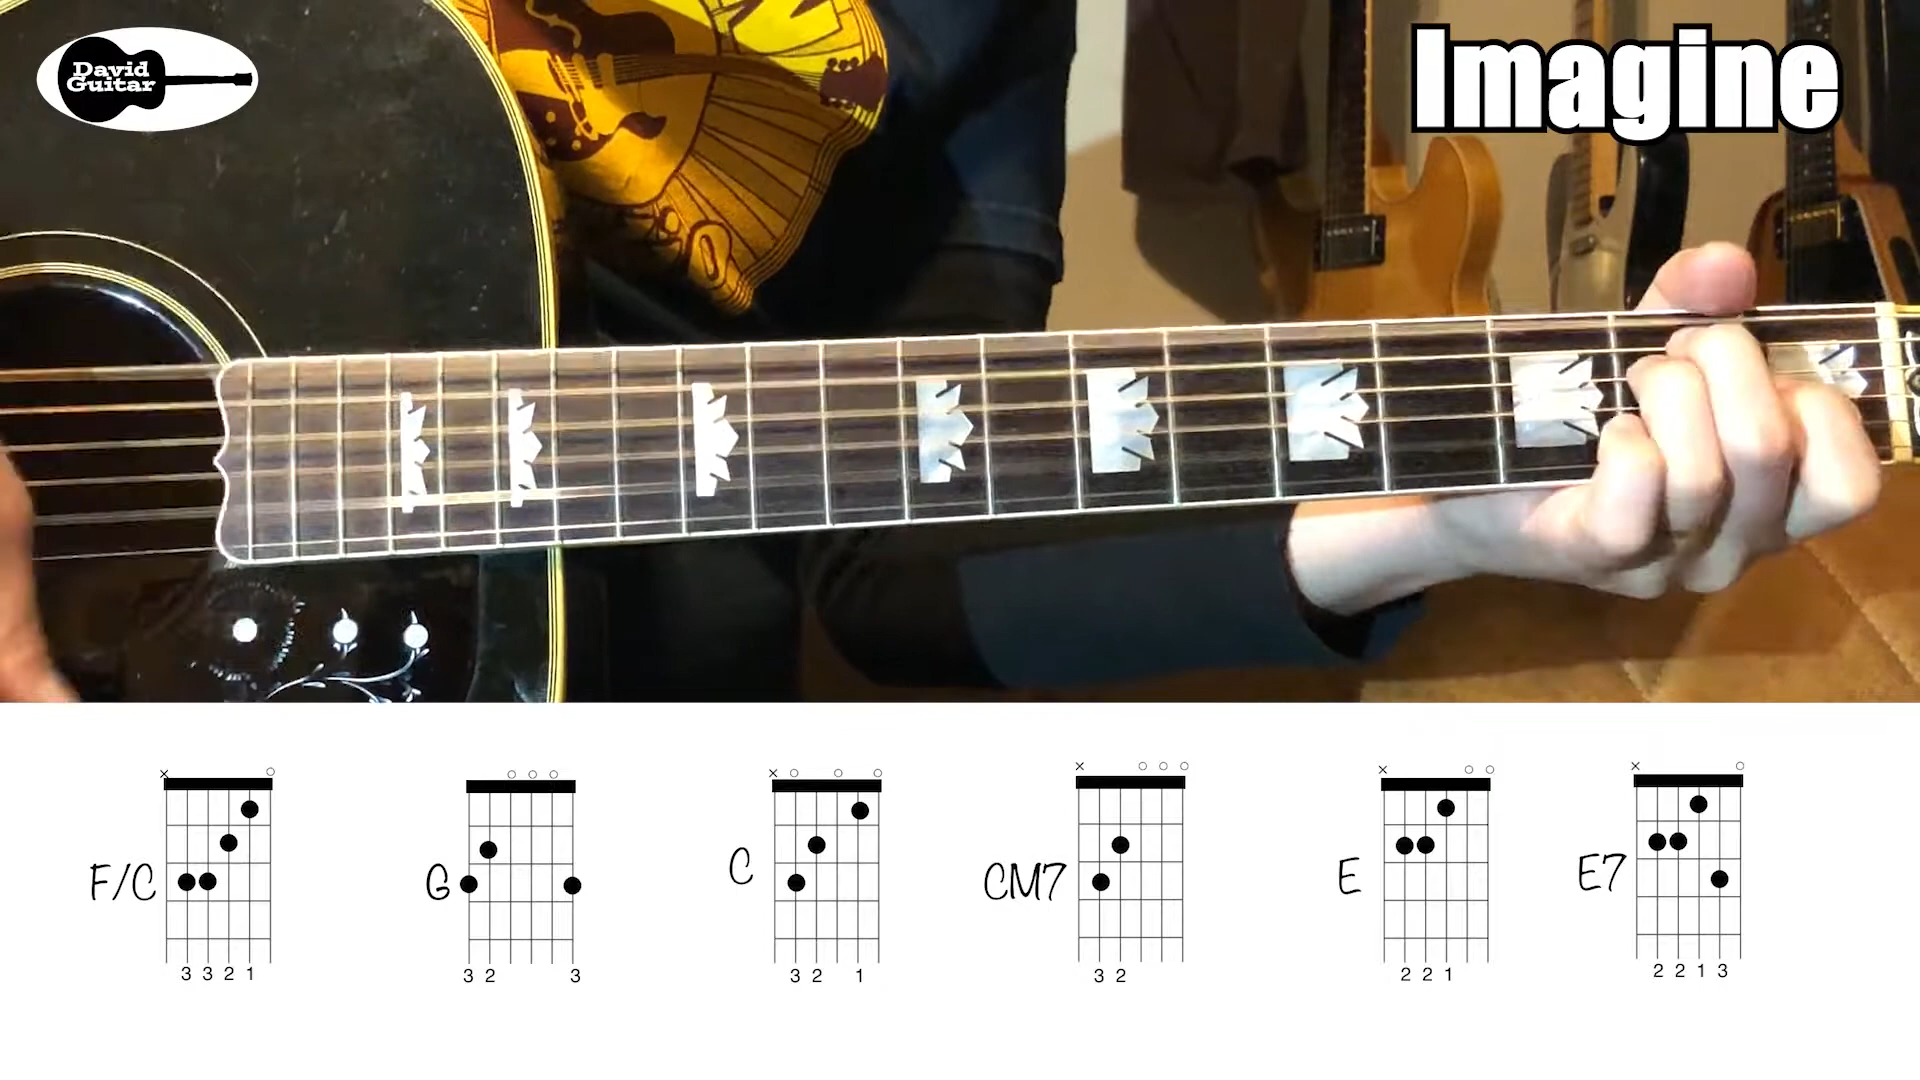 David
Guitar
Imagine
x ○
F/C
3 3 2 1
○ ○ ○
G
3 2 3
x ○ ○ ○
C
3 2 1
x ○ ○ ○
CM7
3 2
x ○ ○
E
2 2 1
x ○
E7
2 2 1 3